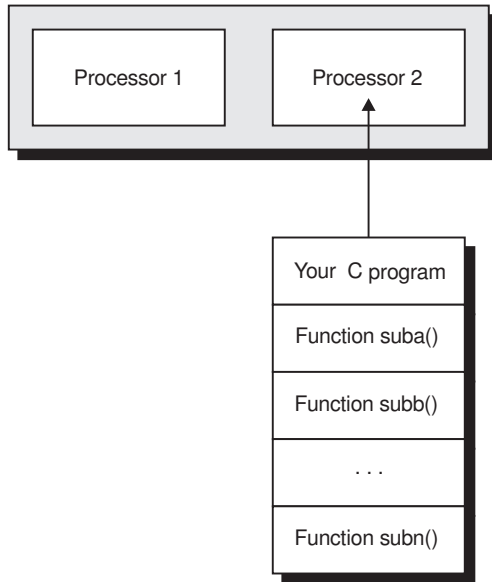 Processor 1
Processor 2
Your C program
Function suba()
Function subb()
. . .
Function subn()